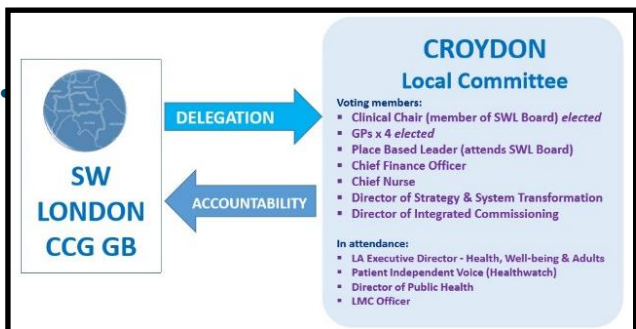 SW
LONDON
CCG GB
DELEGATION
ACCOUNTABILITY
CROYDON
Local Committee
Voting members:
▪ Clinical Chair (member of SWL Board) elected
▪ GPs x 4 elected
▪ Place Based Leader (attends SWL Board)
▪ Chief Finance Officer
▪ Chief Nurse
▪ Director of Strategy & System Transformation
▪ Director of Integrated Commissioning
In attendance:
▪ LA Executive Director - Health, Well-being & Adults
▪ Patient Independent Voice (Healthwatch)
▪ Director of Public Health
▪ LMC Officer